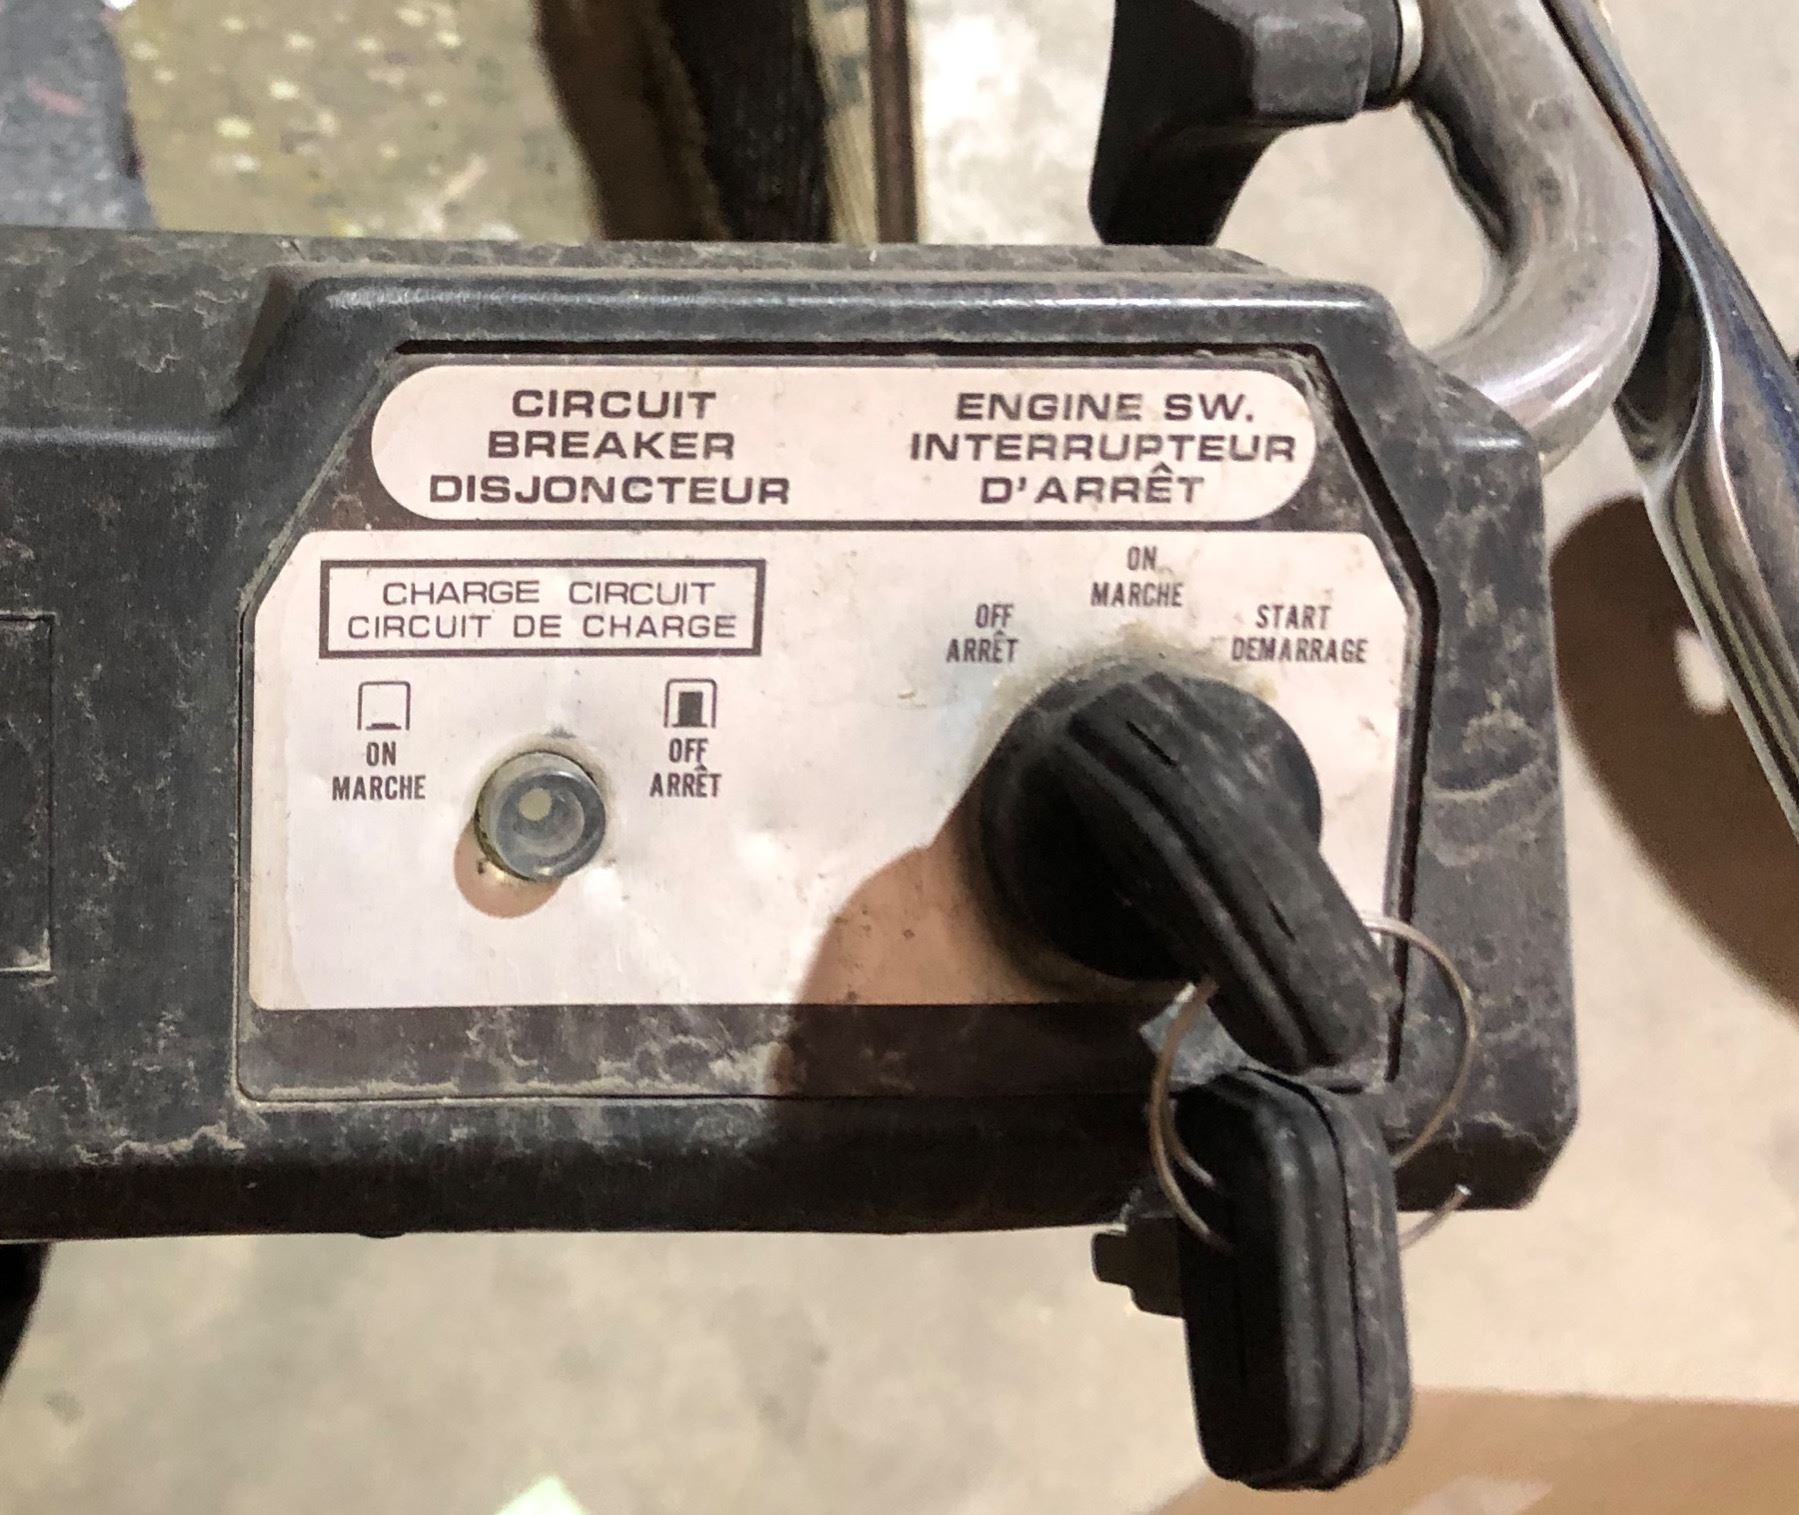 CIRCUIT
BREAKER
DISJONCTEUR
ENGINE SW.
INTERRUPTEUR
D'ARRÊT
CHARGE CIRCUIT
CIRCUIT DE CHARGE
ON
MARCHE
OFF
ARRÊT
OFF
ARRÊT
ON
MARCHE
START
DEMARRAGE